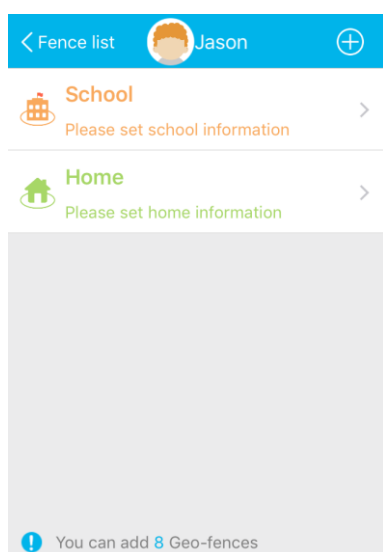 Fence list Jason
School
Please set school information
Home
Please set home information
You can add 8 Geo-fences